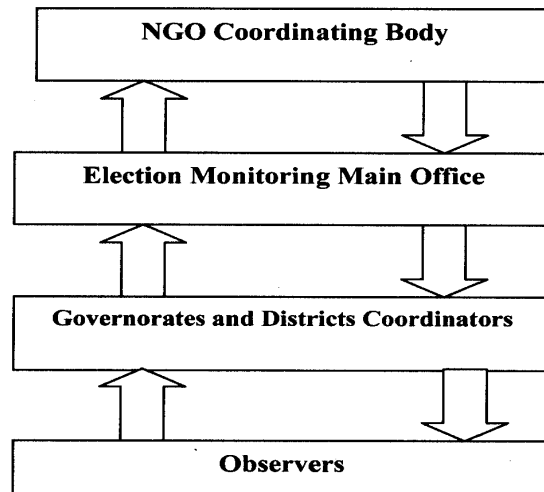 NGO Coordinating Body
Election Monitoring Main Office
Governorates and Districts Coordinators
Observers